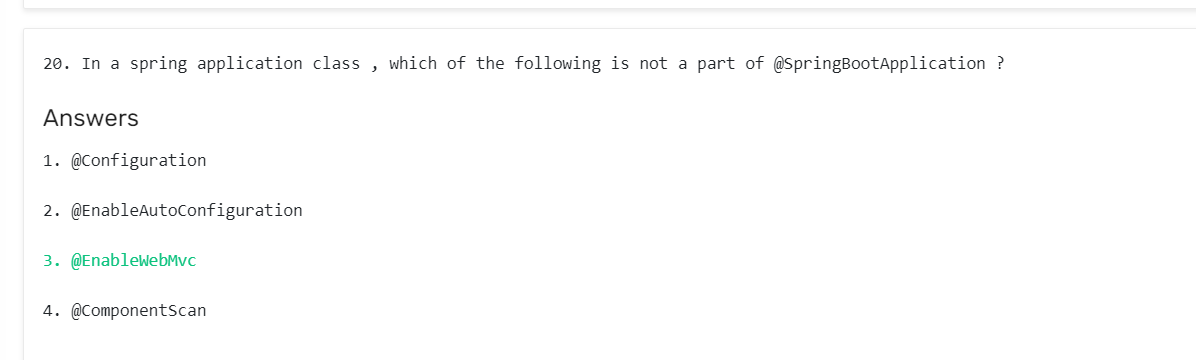 20. In a spring application class , which of the following is not a part of @SpringBootApplication ?
Answers
1. @Configuration
2. @EnableAutoConfiguration
3. @EnableWebMvc
4. @ComponentScan